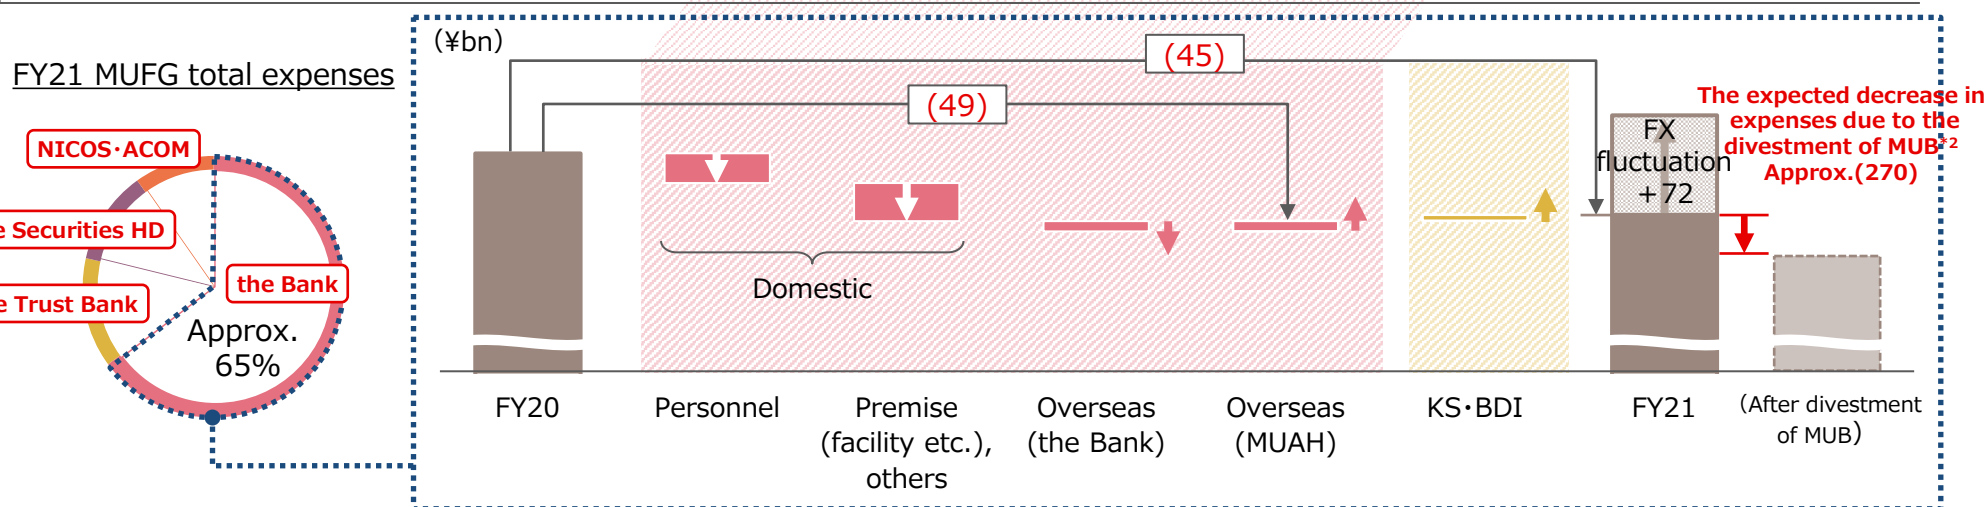 FY21 MUFG total expenses
NICOS・ACOM
e Securities HD
e Trust Bank
the Bank
Approx.
65%
(¥bn)
(45)
(49)
Domestic
FX
fluctuation
+72
The expected decrease in
expenses due to the
divestment of MUB*2
Approx.(270)
FY20
Personnel
Premise
(facility etc.),
others
Overseas
(the Bank)
Overseas
(MUAH)
KS・BDI
FY21
(After divestment
of MUB)